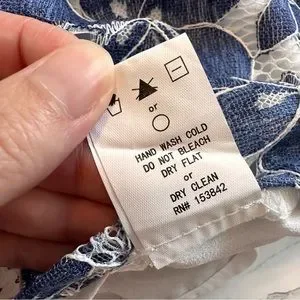 or
HAND WASH COLD
DO NOT BLEACH
DRY FLAT
or
DRY CLEAN
RN# 153842